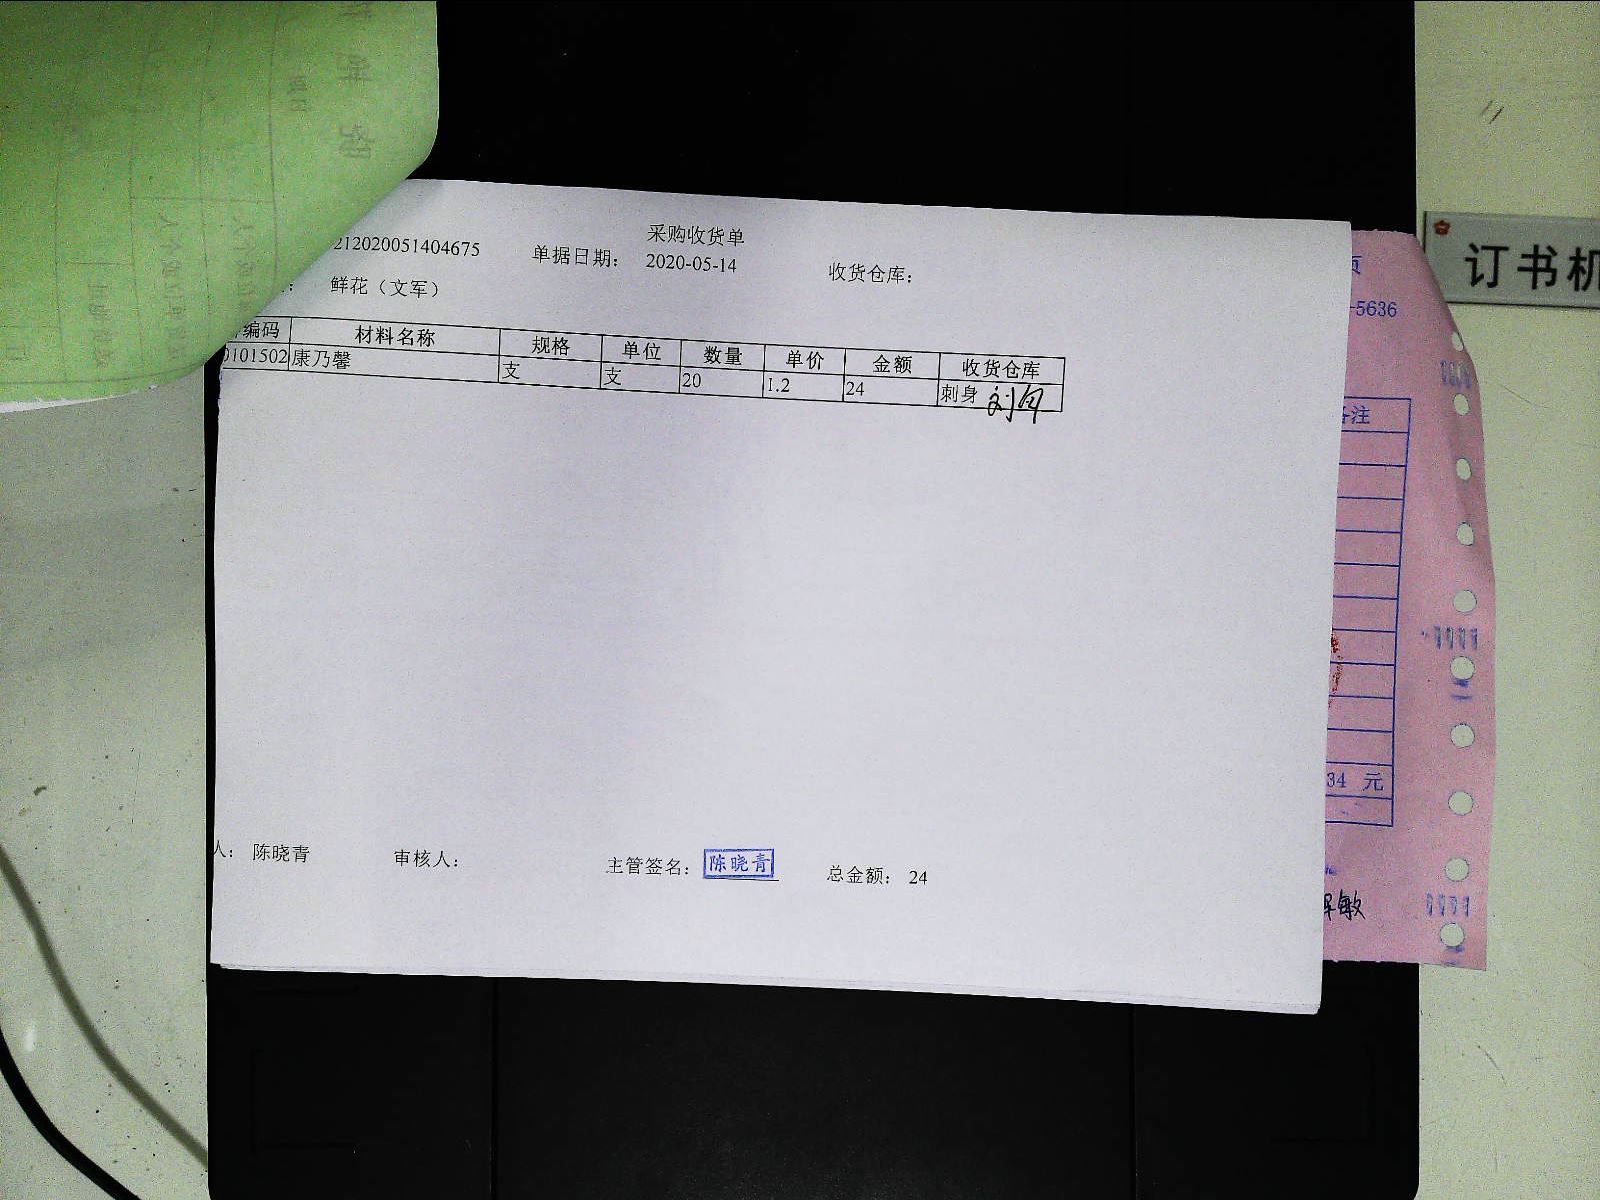 采购收货单
212020051404675 单据日期: 2020-05-14 收货仓库:
: 鲜花（文军）
编码 材料名称 规格 单位 数量 单价 金额 收货仓库
0101502 康乃馨 支 支 20 1.2 24 刺身
人: 陈晓青 审核人: 主管签名: 陈晓青 总金额: 24
页
-5636
备注
34 元
敏
订书机